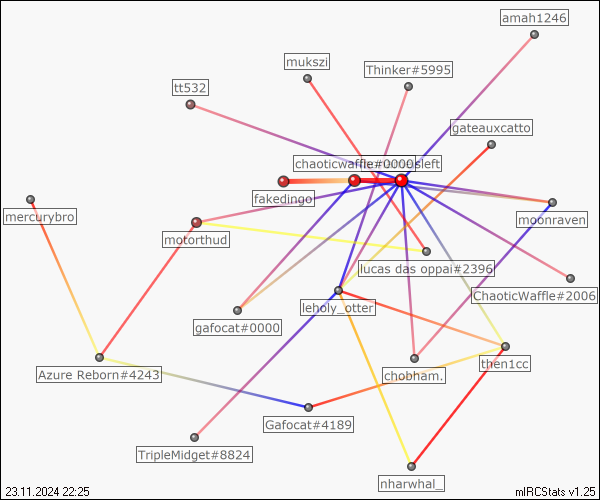 amah1246
mukszi
Thinker#5995
tt532
gateauxcatto
chaoticwaffle#0000
sleft
fakedingo
mercurybro
moonraven
motorthud
lucas das oppai#2396
ChaoticWaffle#2006
leholy_otter
gafocat#0000
then1cc
Azure Reborn#4243
chobham.
Gafocat#4189
TripleMidget#8824
nharwhal_
23.11.2024 22:25
mIRCStats v1.25